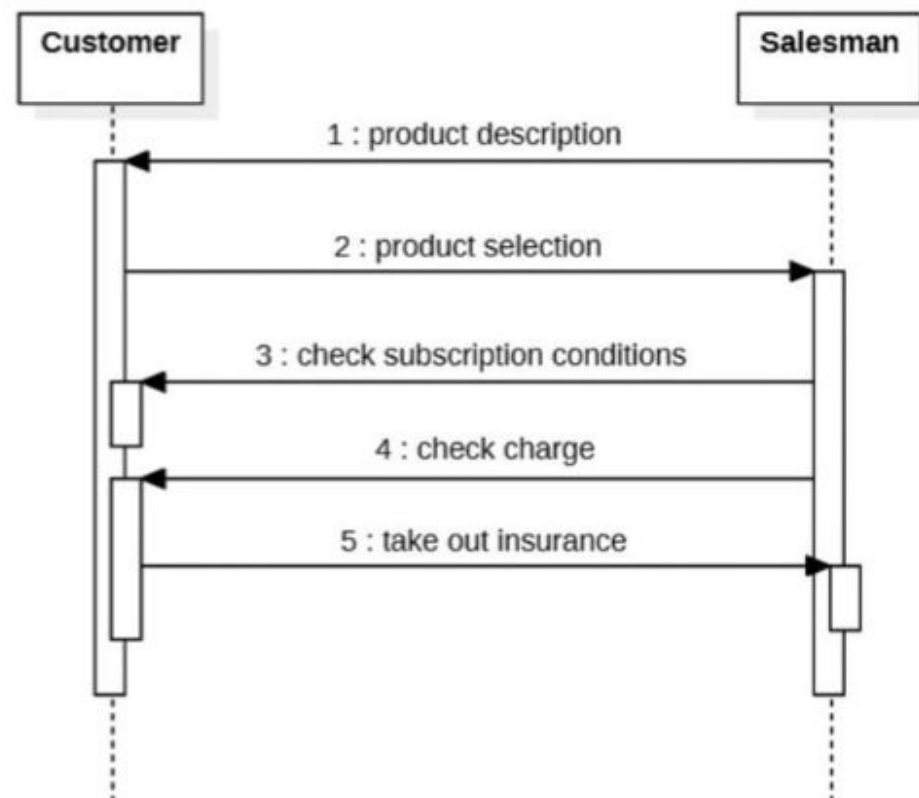 Customer
Salesman
1 : product description
2 : product selection
3 : check subscription conditions
4 : check charge
5 : take out insurance